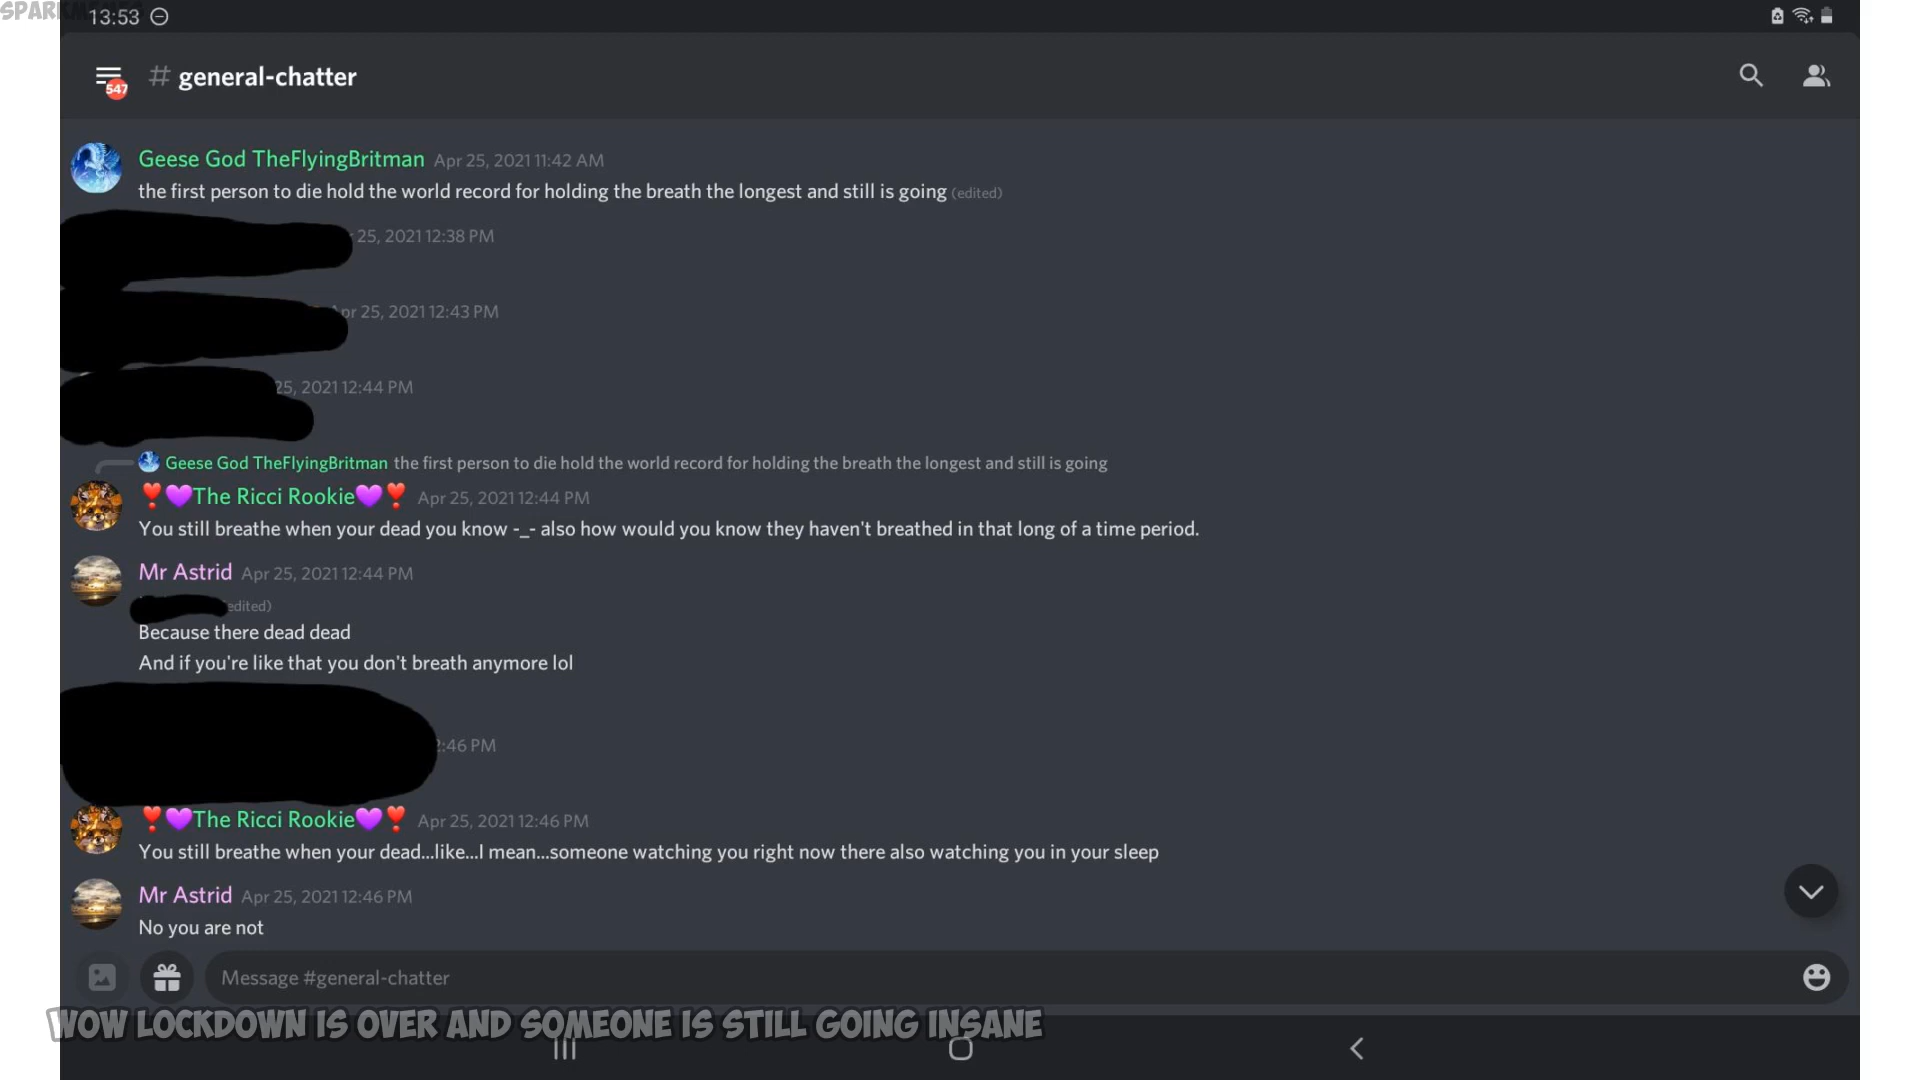 SPARKMEMES
13:53
547
# general-chatter
Geese God TheFlyingBritman Apr 25, 2021 11:42 AM
the first person to die hold the world record for holding the breath the longest and still is going (edited)
25, 2021 12:38 PM
Apr 25, 2021 12:43 PM
25, 2021 12:44 PM
Geese God TheFlyingBritman the first person to die hold the world record for holding the breath the longest and still is going
❣️💜The Ricci Rookie💜❣️ Apr 25, 2021 12:44 PM
You still breathe when your dead you know -_- also how would you know they haven't breathed in that long of a time period.
Mr Astrid Apr 25, 2021 12:44 PM
edited)
Because there dead dead
And if you're like that you don't breath anymore lol
2:46 PM
❣️💜The Ricci Rookie💜❣️ Apr 25, 2021 12:46 PM
You still breathe when your dead...like...I mean...someone watching you right now there also watching you in your sleep
Mr Astrid Apr 25, 2021 12:46 PM
No you are not
Message #general-chatter
WOW LOCKDOWN IS OVER AND SOMEONE IS STILL GOING INSANE